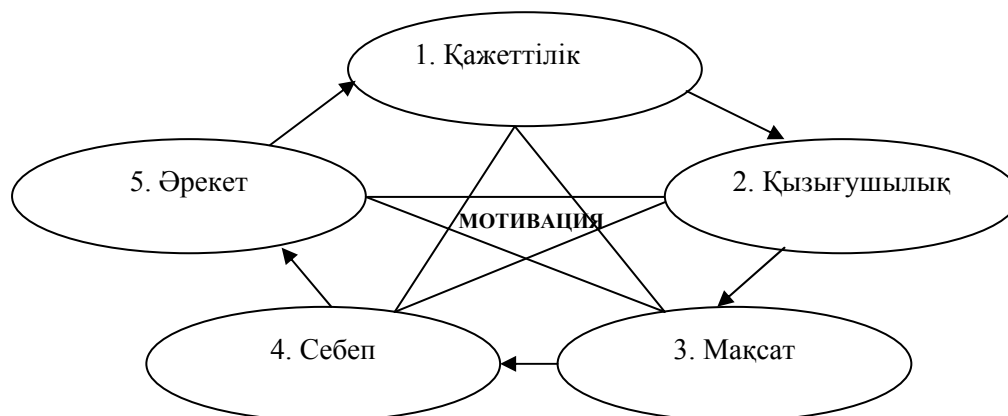 1. Қажеттілік
5. Әрекет
2. Қызығушылық
МОТИВАЦИЯ
4. Себеп
3. Мақсат